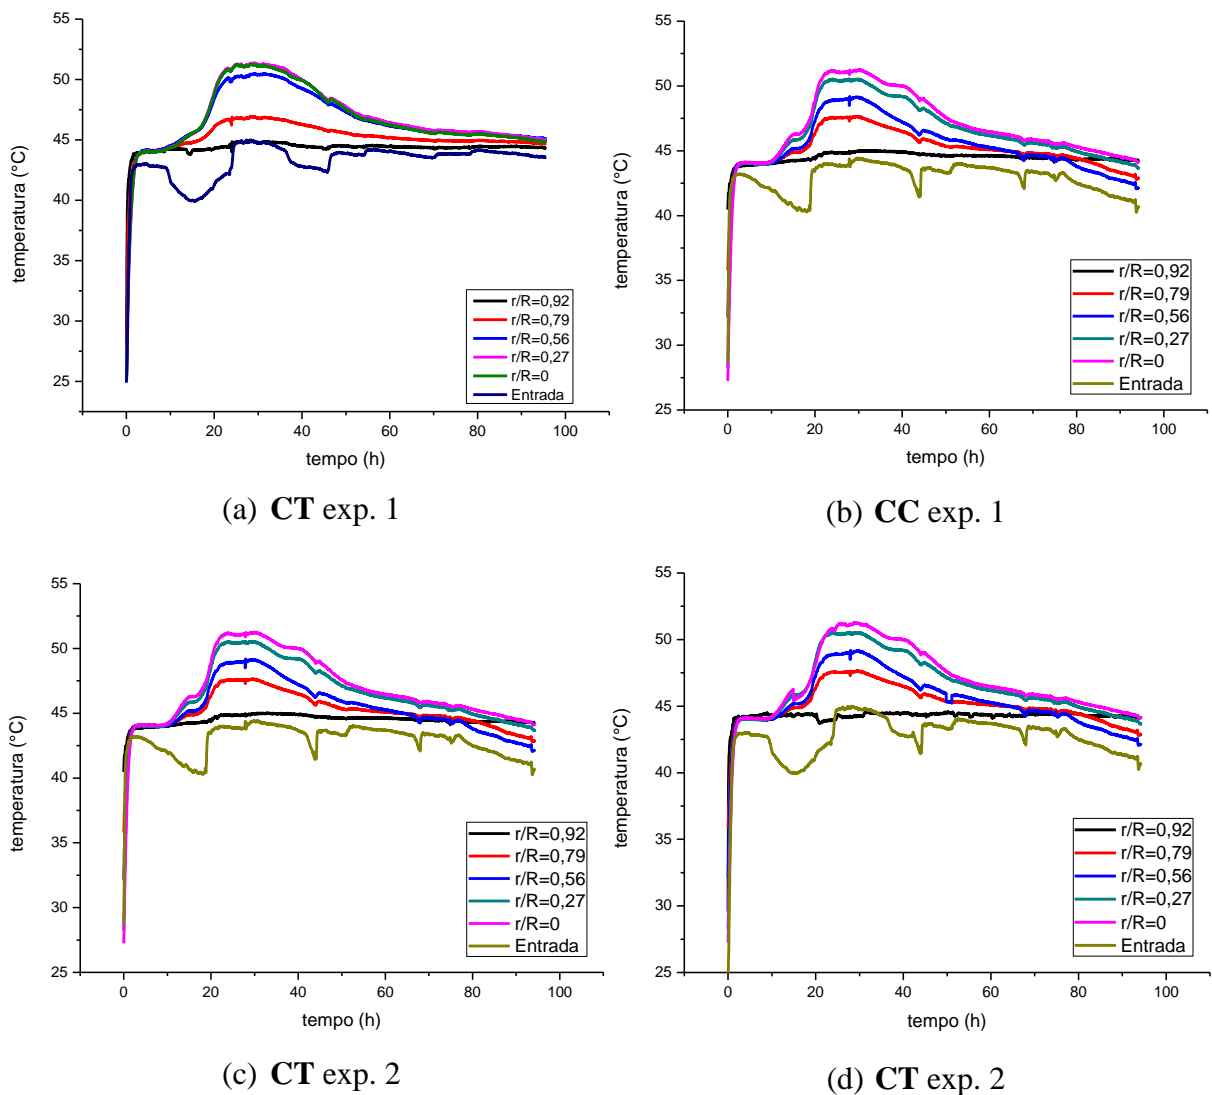 55
50
45
40
35
30
25
temperatura (°C)
0
20
40
60
80
100
tempo (h)
r/R=0,92
r/R=0,79
r/R=0,56
r/R=0,27
r/R=0
Entrada
(a) CT exp. 1
55
50
45
40
35
30
25
temperatura (°C)
0
20
40
60
80
100
tempo (h)
r/R=0,92
r/R=0,79
r/R=0,56
r/R=0,27
r/R=0
Entrada
(b) CC exp. 1
55
50
45
40
35
30
25
temperatura (°C)
0
20
40
60
80
100
tempo (h)
r/R=0,92
r/R=0,79
r/R=0,56
r/R=0,27
r/R=0
Entrada
(c) CT exp. 2
55
50
45
40
35
30
25
temperatura (°C)
0
20
40
60
80
100
tempo (h)
r/R=0,92
r/R=0,79
r/R=0,56
r/R=0,27
r/R=0
Entrada
(d) CT exp. 2